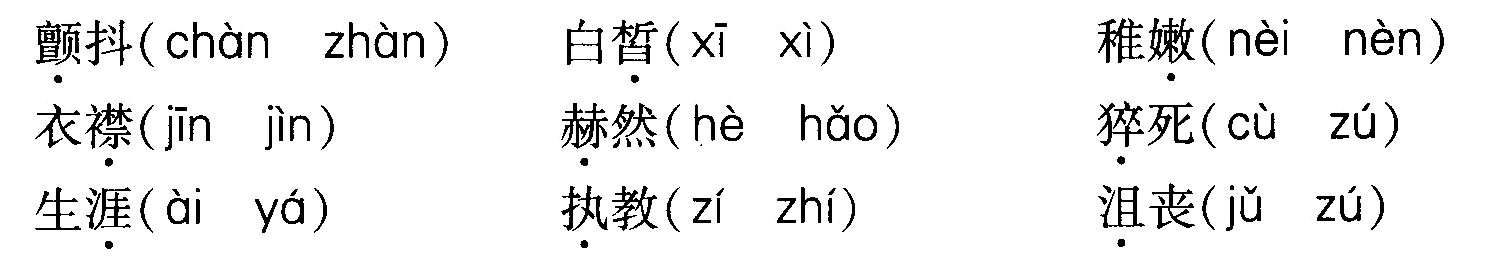 颤抖(chàn zhàn) 白皙(xī xì) 稚嫩(nèi nèn)
衣襟(jīn jìn) 赫然(hè hǎo) 猝死(cù zú)
生涯(ài yá) 执教(zí zhí) 沮丧(jǔ zú)